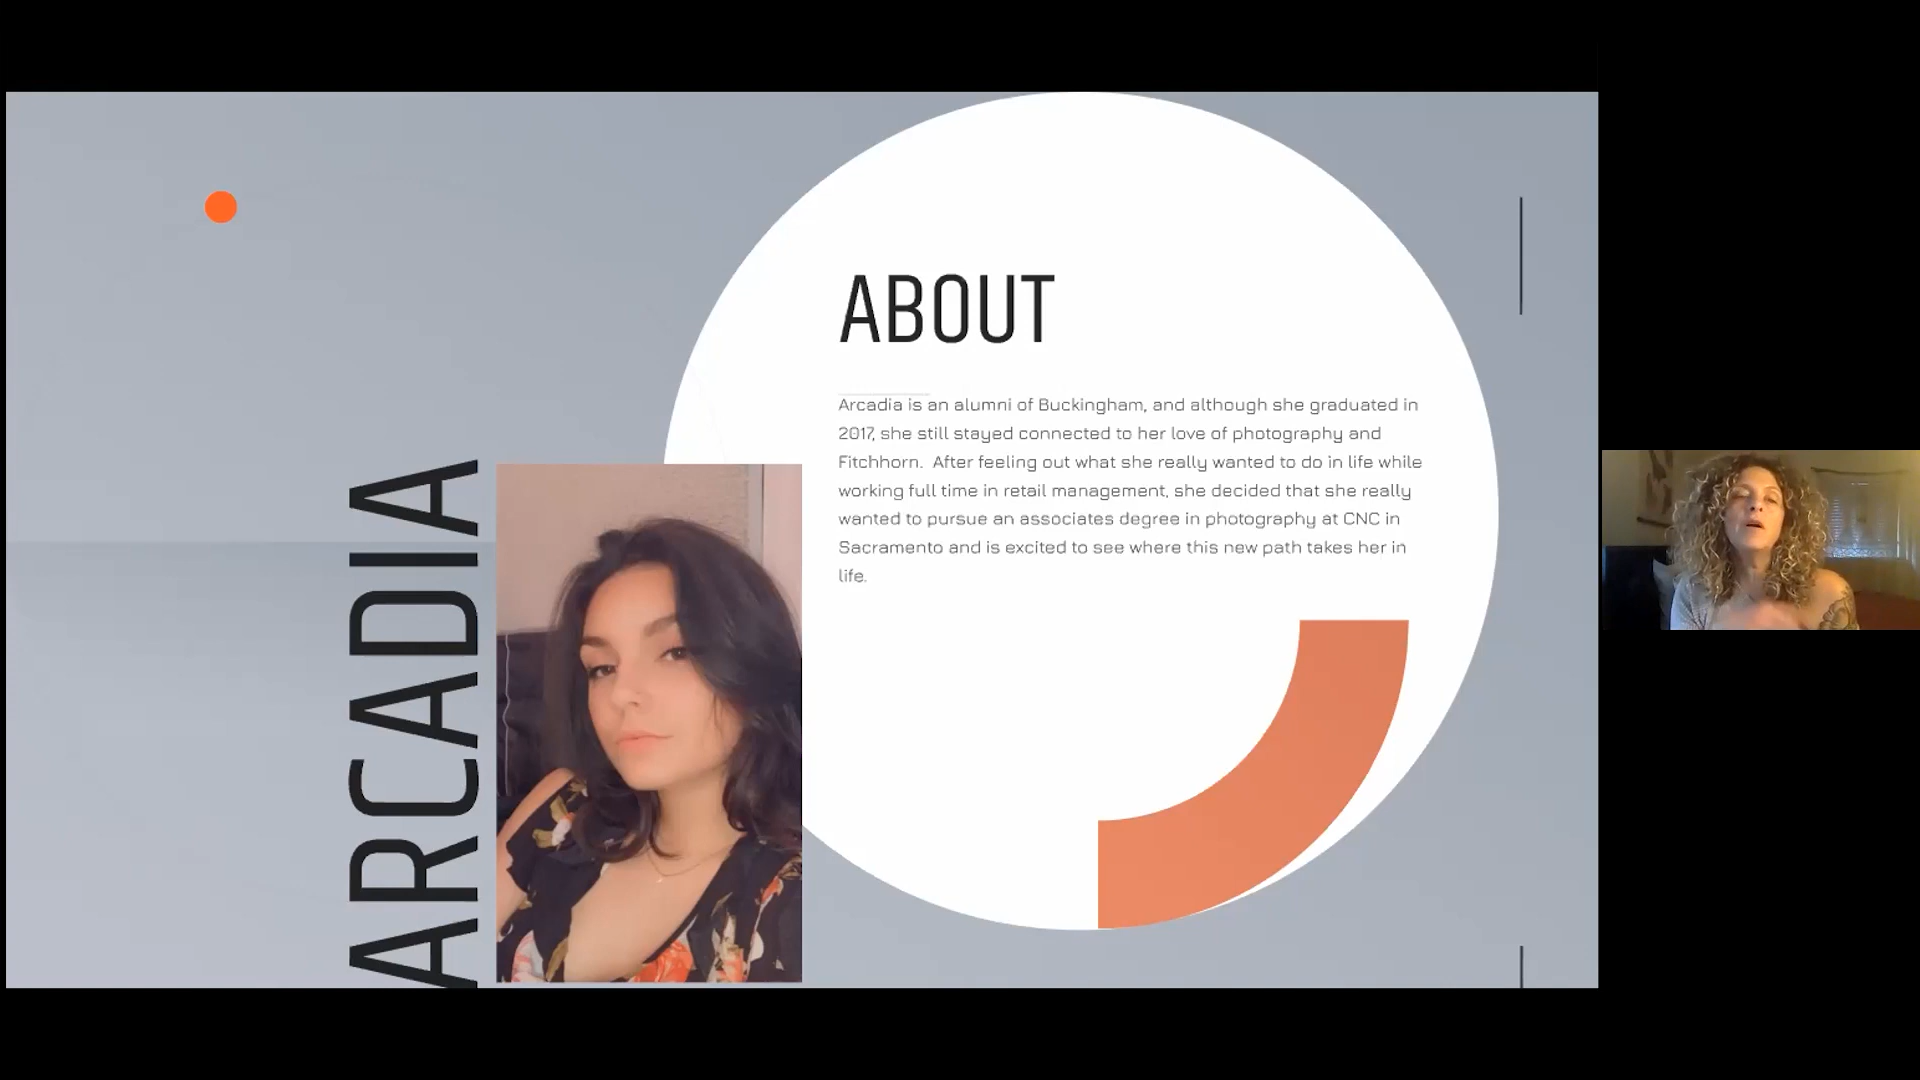 ARCADIA
ABOUT
Arcadia is an alumni of Buckingham, and although she graduated in
2017, she still stayed connected to her love of photography and
Fitchhorn.  After feeling out what she really wanted to do in life while
working full time in retail management, she decided that she really
wanted to pursue an associates degree in photography at CNC in
Sacramento and is excited to see where this new path takes her in
life.